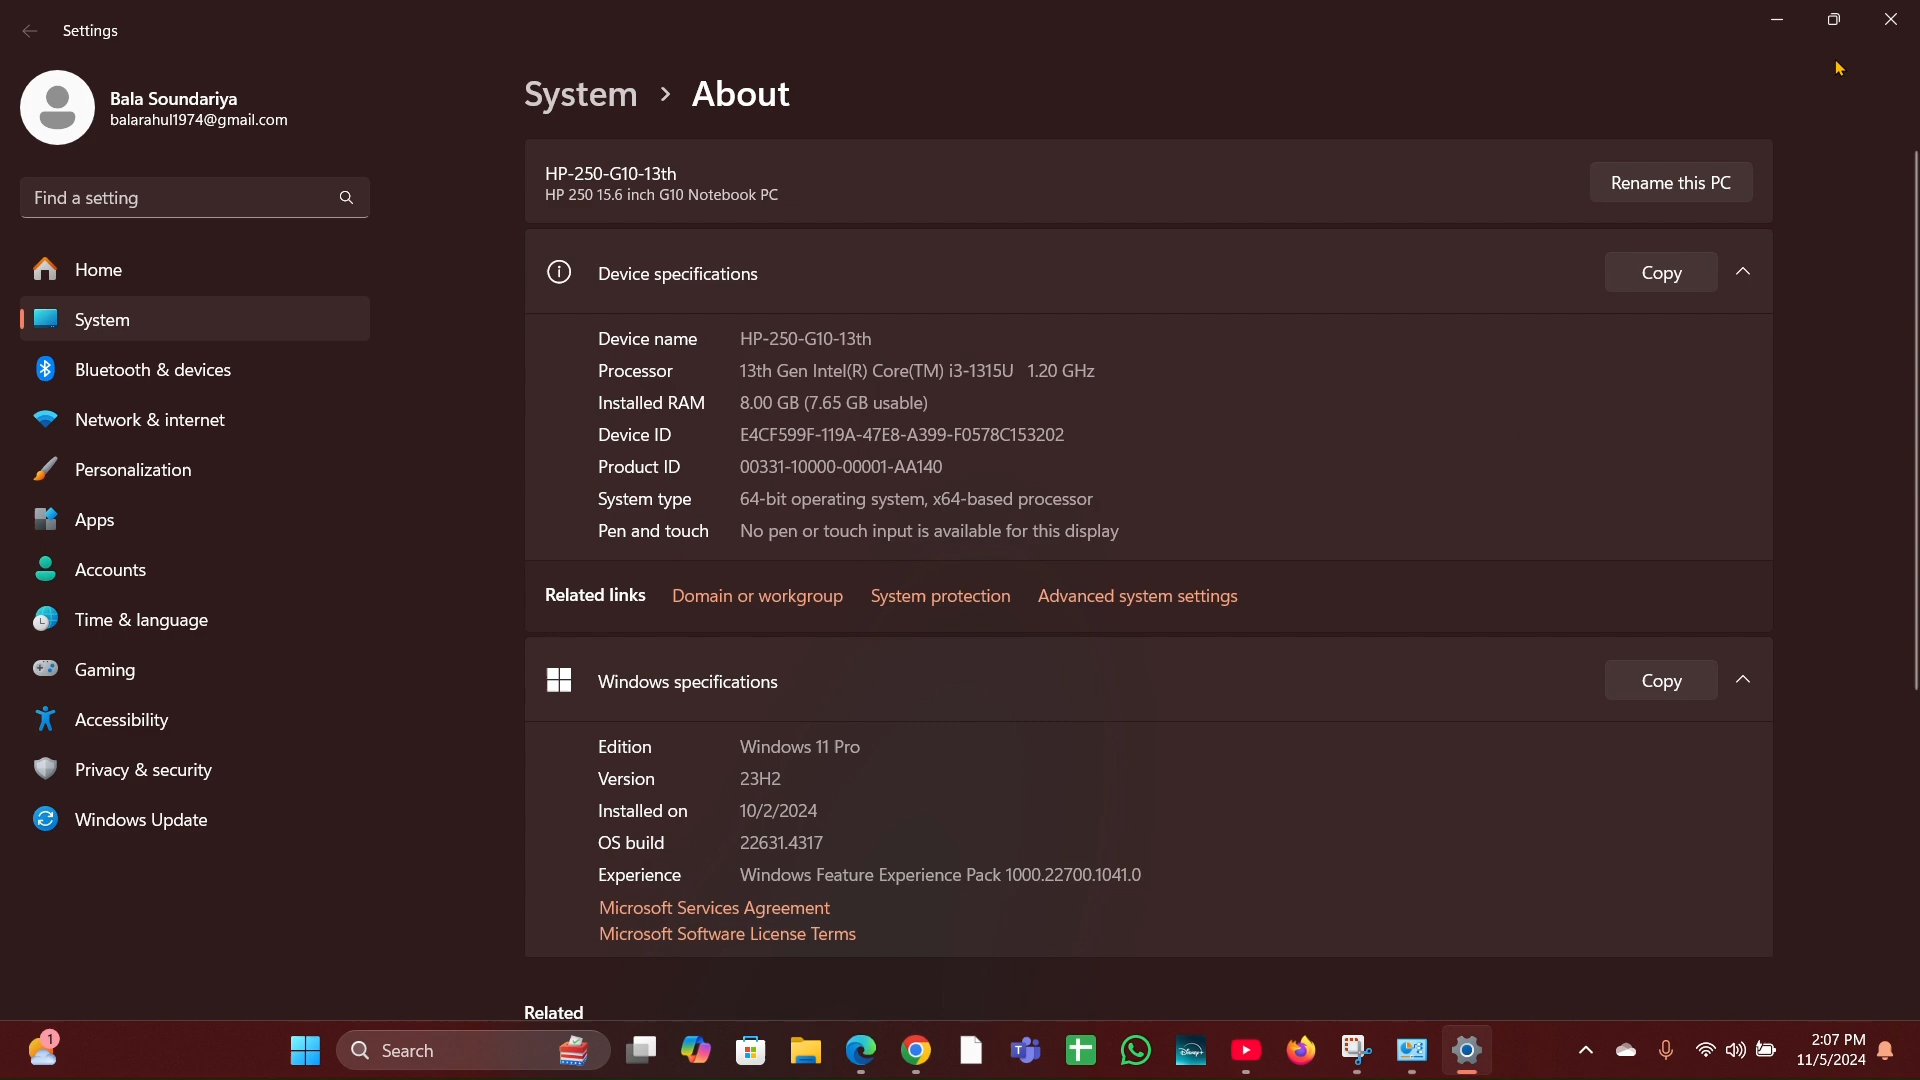 Settings
Bala Soundariya
balarahul1974@gmail.com
Find a setting
Home
System
Bluetooth & devices
Network & internet
Personalization
Apps
Accounts
Time & language
Gaming
Accessibility
Privacy & security
Windows Update
System > About
HP-250-G10-13th
HP 250 15.6 inch G10 Notebook PC
Rename this PC
Device specifications
Copy
Device name HP-250-G10-13th
Processor 13th Gen Intel(R) Core(TM) i3-1315U 1.20 GHz
Installed RAM 8.00 GB (7.65 GB usable)
Device ID E4CF599F-119A-47E8-A399-F0578C153202
Product ID 00331-10000-00001-AA140
System type 64-bit operating system, x64-based processor
Pen and touch No pen or touch input is available for this display
Related links Domain or workgroup System protection Advanced system settings
Windows specifications
Copy
Edition Windows 11 Pro
Version 23H2
Installed on 10/2/2024
OS build 22631.4317
Experience Windows Feature Experience Pack 1000.22700.1041.0
Microsoft Services Agreement
Microsoft Software License Terms
Related
1
Search
Disney+
2:07 PM
11/5/2024